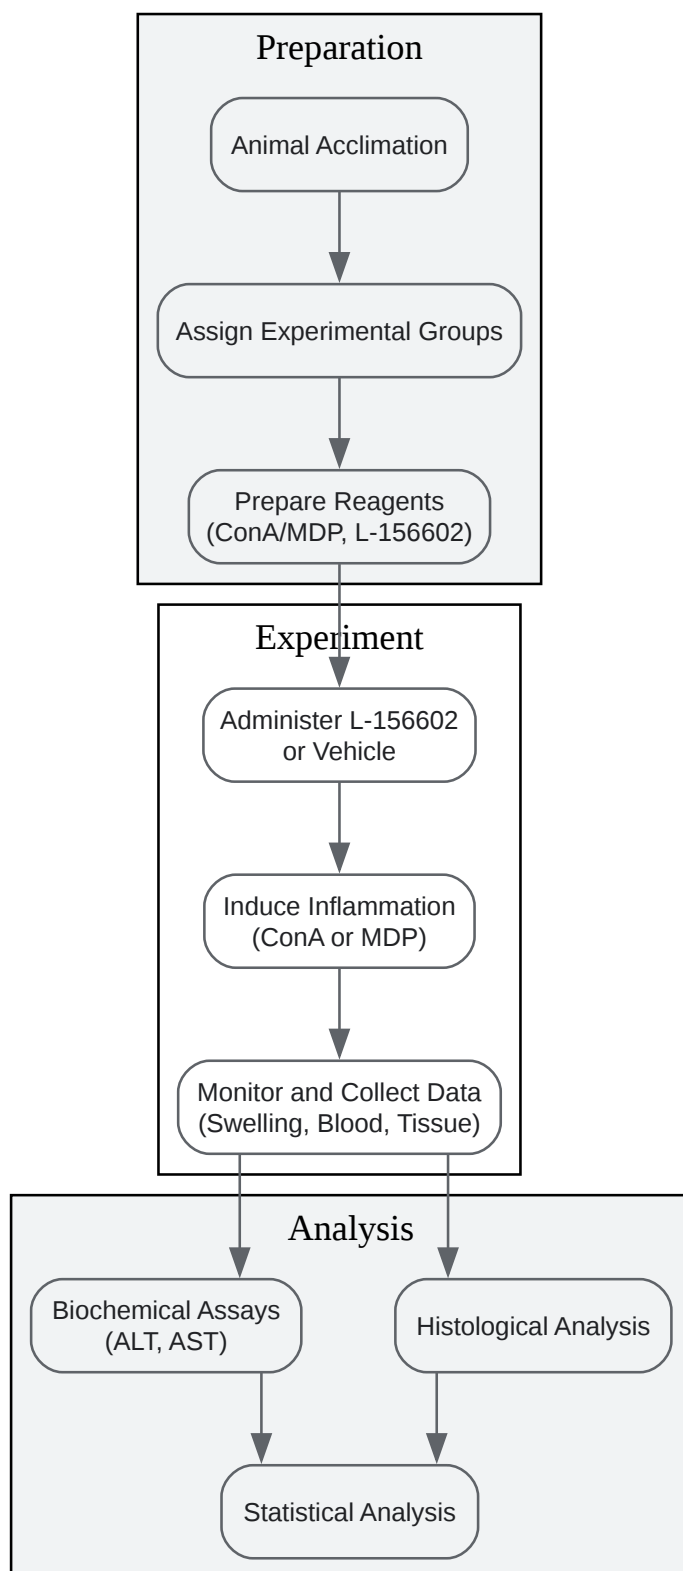 Preparation
Animal Acclimation
Assign Experimental Groups
Prepare Reagents
(ConA/MDP, L-156602)
Experiment
Administer L-156602
or Vehicle
Induce Inflammation
(ConA or MDP)
Monitor and Collect Data
(Swelling, Blood, Tissue)
Analysis
Biochemical Assays
(ALT, AST)
Histological Analysis
Statistical Analysis